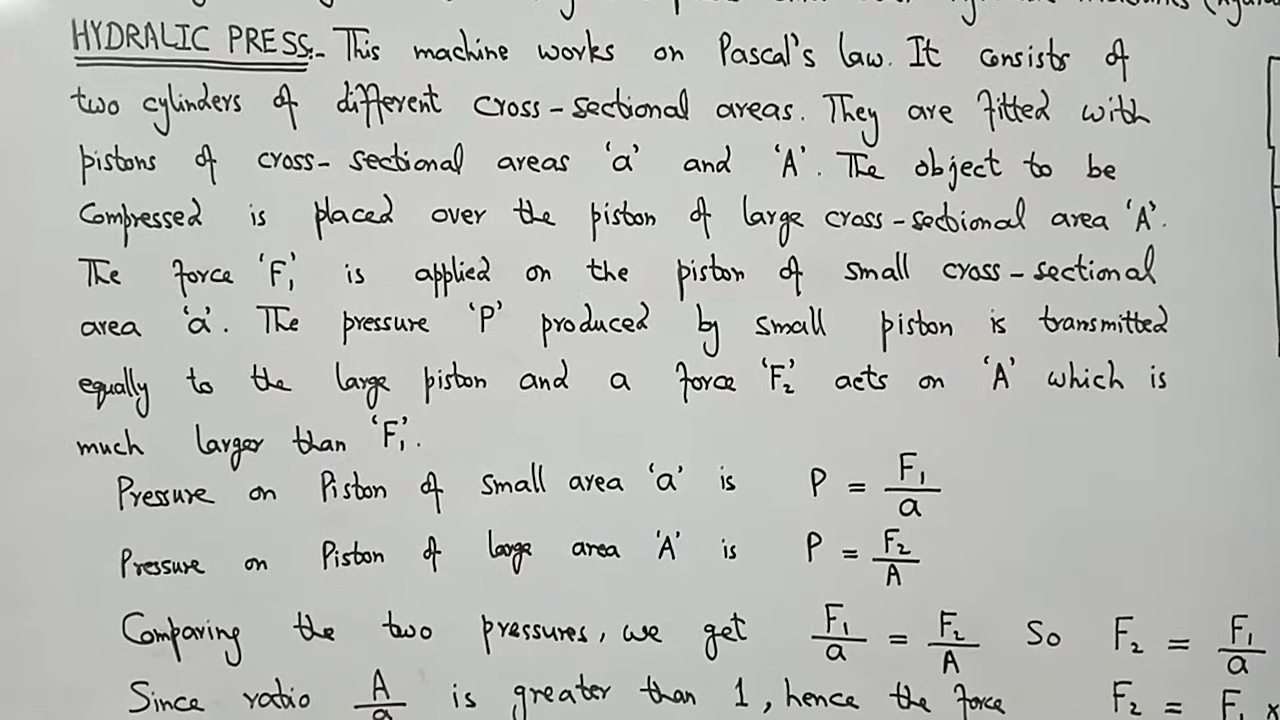 HYDRALIC PRESS.- This machine works on Pascal's law. It consists of
two cylinders of different cross-sectional areas. They are fitted with
pistons of cross-sectional areas 'a' and 'A'. The object to be
Compressed is placed over the piston of large cross-sectional area 'A'.
The force 'F₁' is applied on the piston of small cross-sectional
area 'a'. The pressure 'P' produced by small piston is transmitted
equally to the large piston and a force 'F₂' acts on 'A' which is
much larger than 'F₁'.
Pressure on Piston of small area 'a' is P = F₁/a
Pressure on Piston of large area 'A' is P = F₂/A
Comparing the two pressures, we get F₁/a = F₂/A So F₂ = F₁/a
Since ratio A/a is greater than 1, hence the force F₂ = F₁ ×